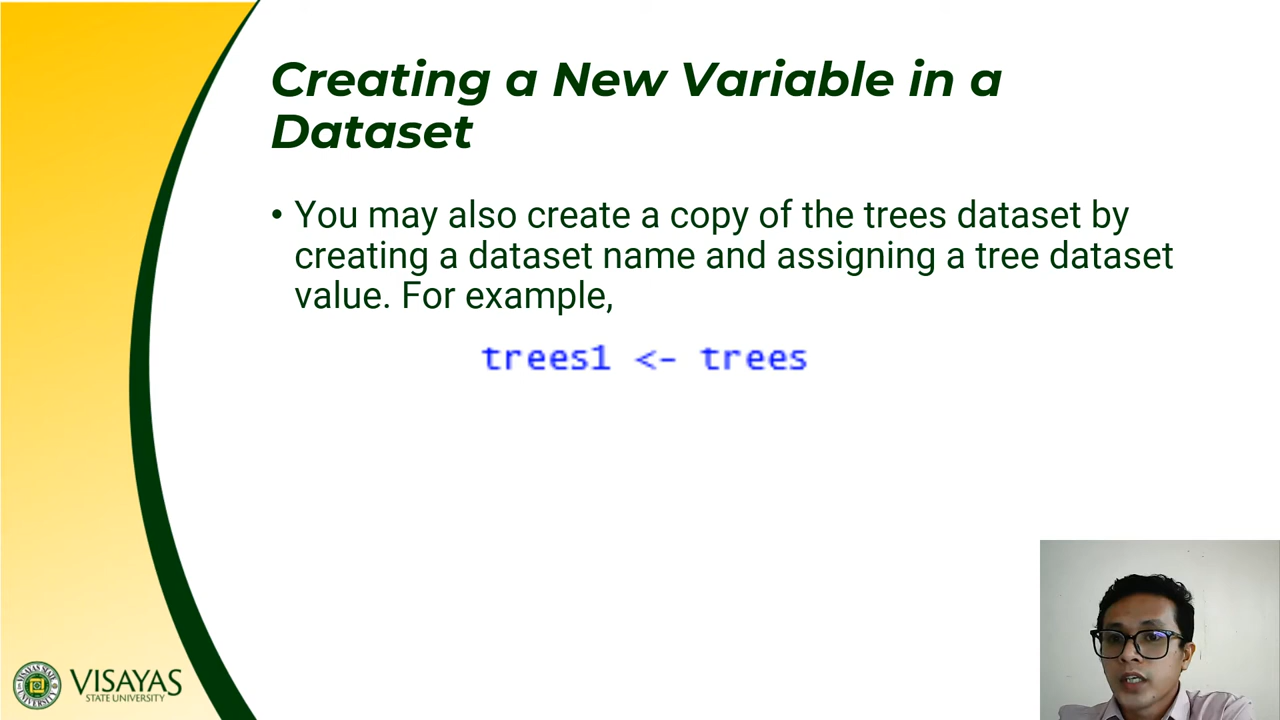 Creating a New Variable in a
Dataset
• You may also create a copy of the trees dataset by
creating a dataset name and assigning a tree dataset
value. For example,
trees1 <- trees
VISAYAS
STATE UNIVERSITY